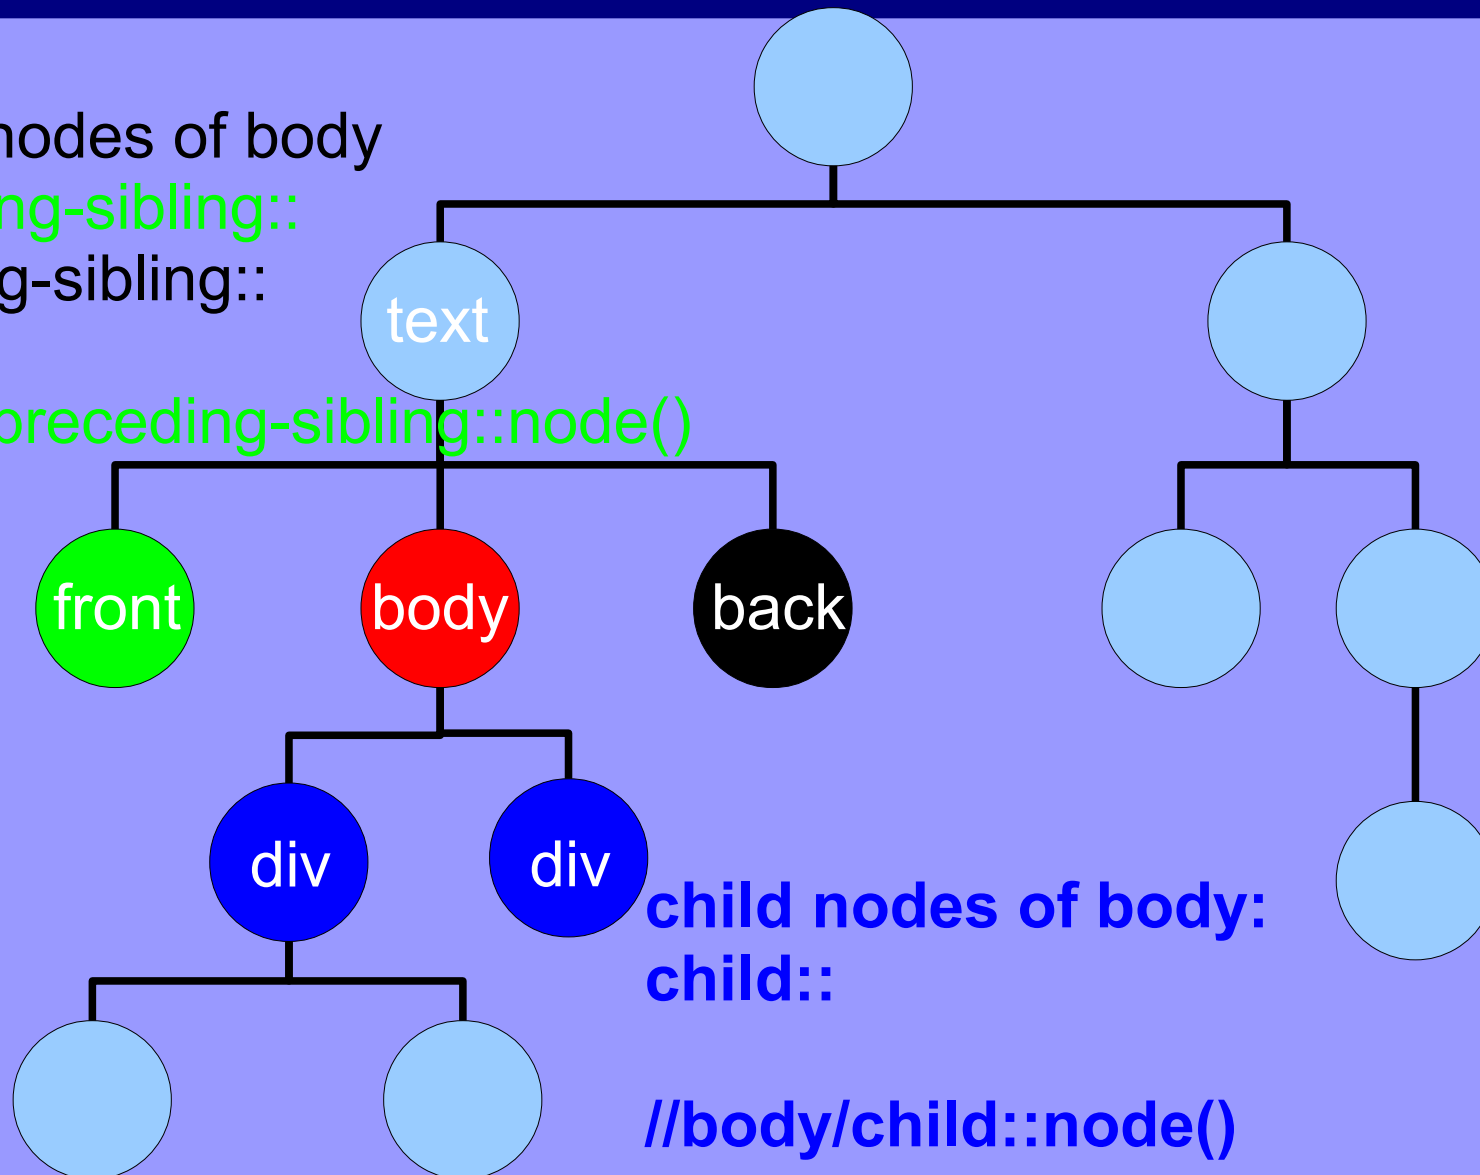 nodes of body
ng-sibling::
g-sibling::
text
preceding-sibling::node()
front
body
back
div
div
child nodes of body:
child::
//body/child::node()